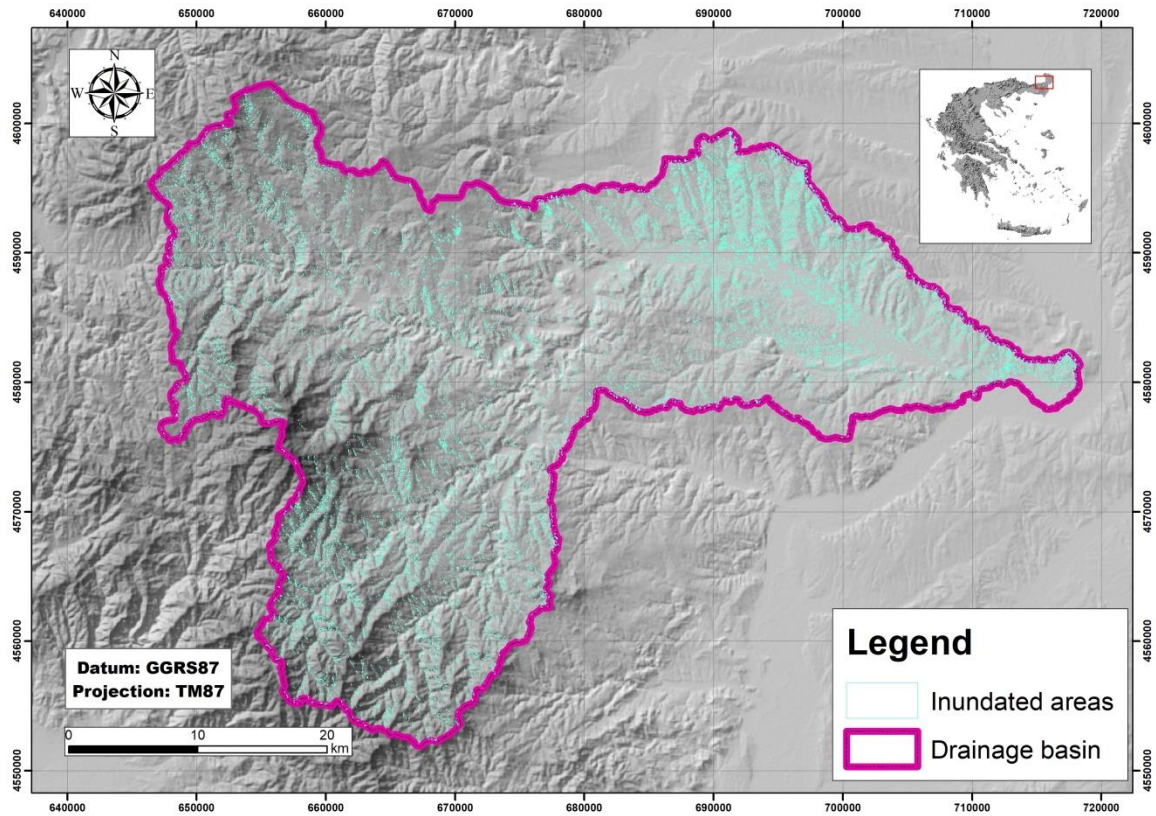 640000 650000 660000 670000 680000 690000 700000 710000 720000
N
W E
S
4600000 4600000
4590000 4590000
4580000 4580000
4570000 4570000
4560000 4560000
4550000 4550000
Datum: GGRS87
Projection: TM87
0 10 20
km
Legend
Inundated areas
Drainage basin
640000 650000 660000 670000 680000 690000 700000 710000 720000